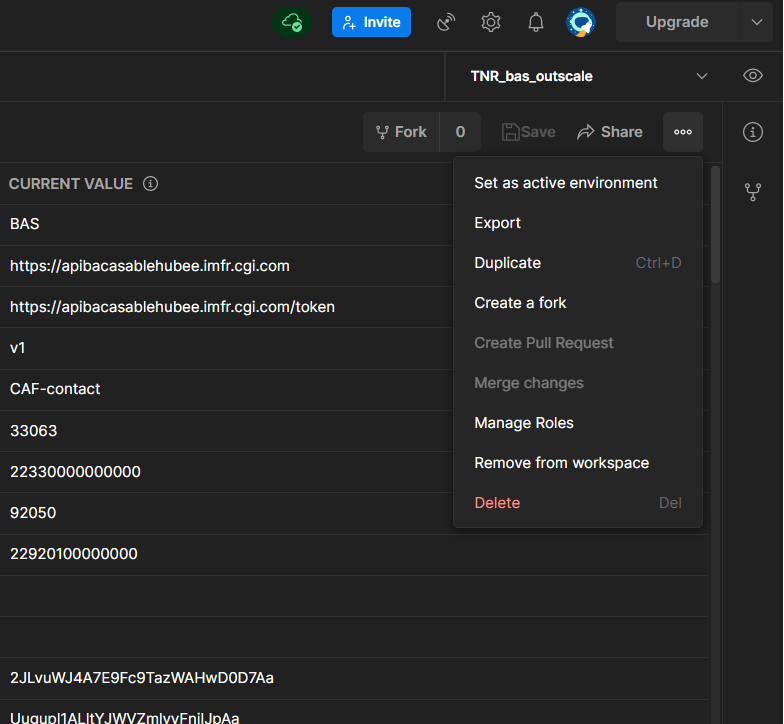 Invite
Upgrade
TNR_bas_outscale
Fork
0
Save
Share
CURRENT VALUE
Set as active environment
BAS
Export
https://apibacasablehubee.imfr.cgi.com
Duplicate Ctrl+D
https://apibacasablehubee.imfr.cgi.com/token
Create a fork
v1
Create Pull Request
CAF-contact
Merge changes
33063
Manage Roles
22330000000000
Remove from workspace
92050
Delete Del
22920100000000
2JLvuWJ4A7E9Fc9TazWAHwD0D7Aa